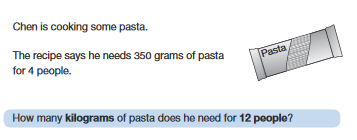 Chen is cooking some pasta.
The recipe says he needs 350 grams of pasta
for 4 people.
Pasta
How many kilograms of pasta does he need for 12 people?